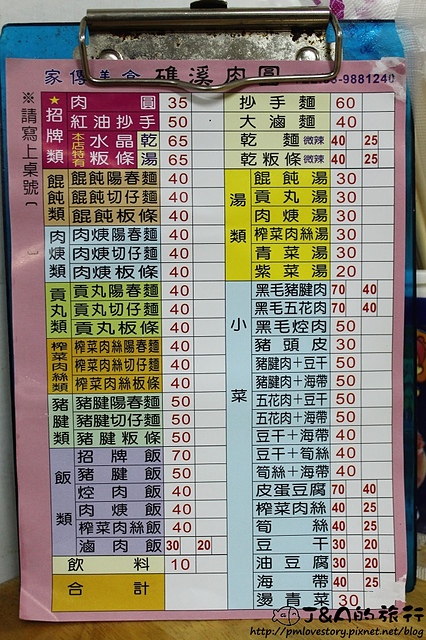 家傳美食 礁溪肉圓 -9881240
※請寫上桌號
★招牌類
肉圓 35
紅油抄手 50
本店特有 水晶粄條 乾 65
湯 65
餛飩類
餛飩陽春麵 40
餛飩切仔麵 40
餛飩板條 40
肉焿類
肉焿陽春麵 40
肉焿切仔麵 40
肉焿板條 40
貢丸類
貢丸陽春麵 40
貢丸切仔麵 40
貢丸板條 40
榨菜肉絲類
榨菜肉絲陽春麵 40
榨菜肉絲切仔麵 40
榨菜肉絲板條 40
豬腱類
豬腱陽春麵 50
豬腱切仔麵 50
豬腱粄條 50
飯類
招牌飯 70
豬腱飯 50
焢肉飯 40
肉焿飯 40
榨菜肉絲飯 40
滷肉飯 30 20
飲料 10
合計
抄手麵 60
大滷麵 40
乾麵 微辣 40 25
乾粄條 微辣 40 25
湯類
餛飩湯 30
貢丸湯 30
肉焿湯 30
榨菜肉絲湯 30
青菜湯 30
紫菜湯 20
小菜
黑毛豬腱肉 70 40
黑毛五花肉 70 40
黑毛焢肉 50
豬頭皮 30
豬腱肉+豆干 50
豬腱肉+海帶 50
五花肉+豆干 50
五花肉+海帶 50
豆干+海帶 40
豆干+筍絲 40
筍絲+海帶 40
皮蛋豆腐 70 40
榨菜肉絲 40 25
筍絲 40 25
豆干 30 20
油豆腐 30 20
海帶 40 25
燙青菜 30
J&A的旅行
http://pmlovestory.pixnet.net/blog